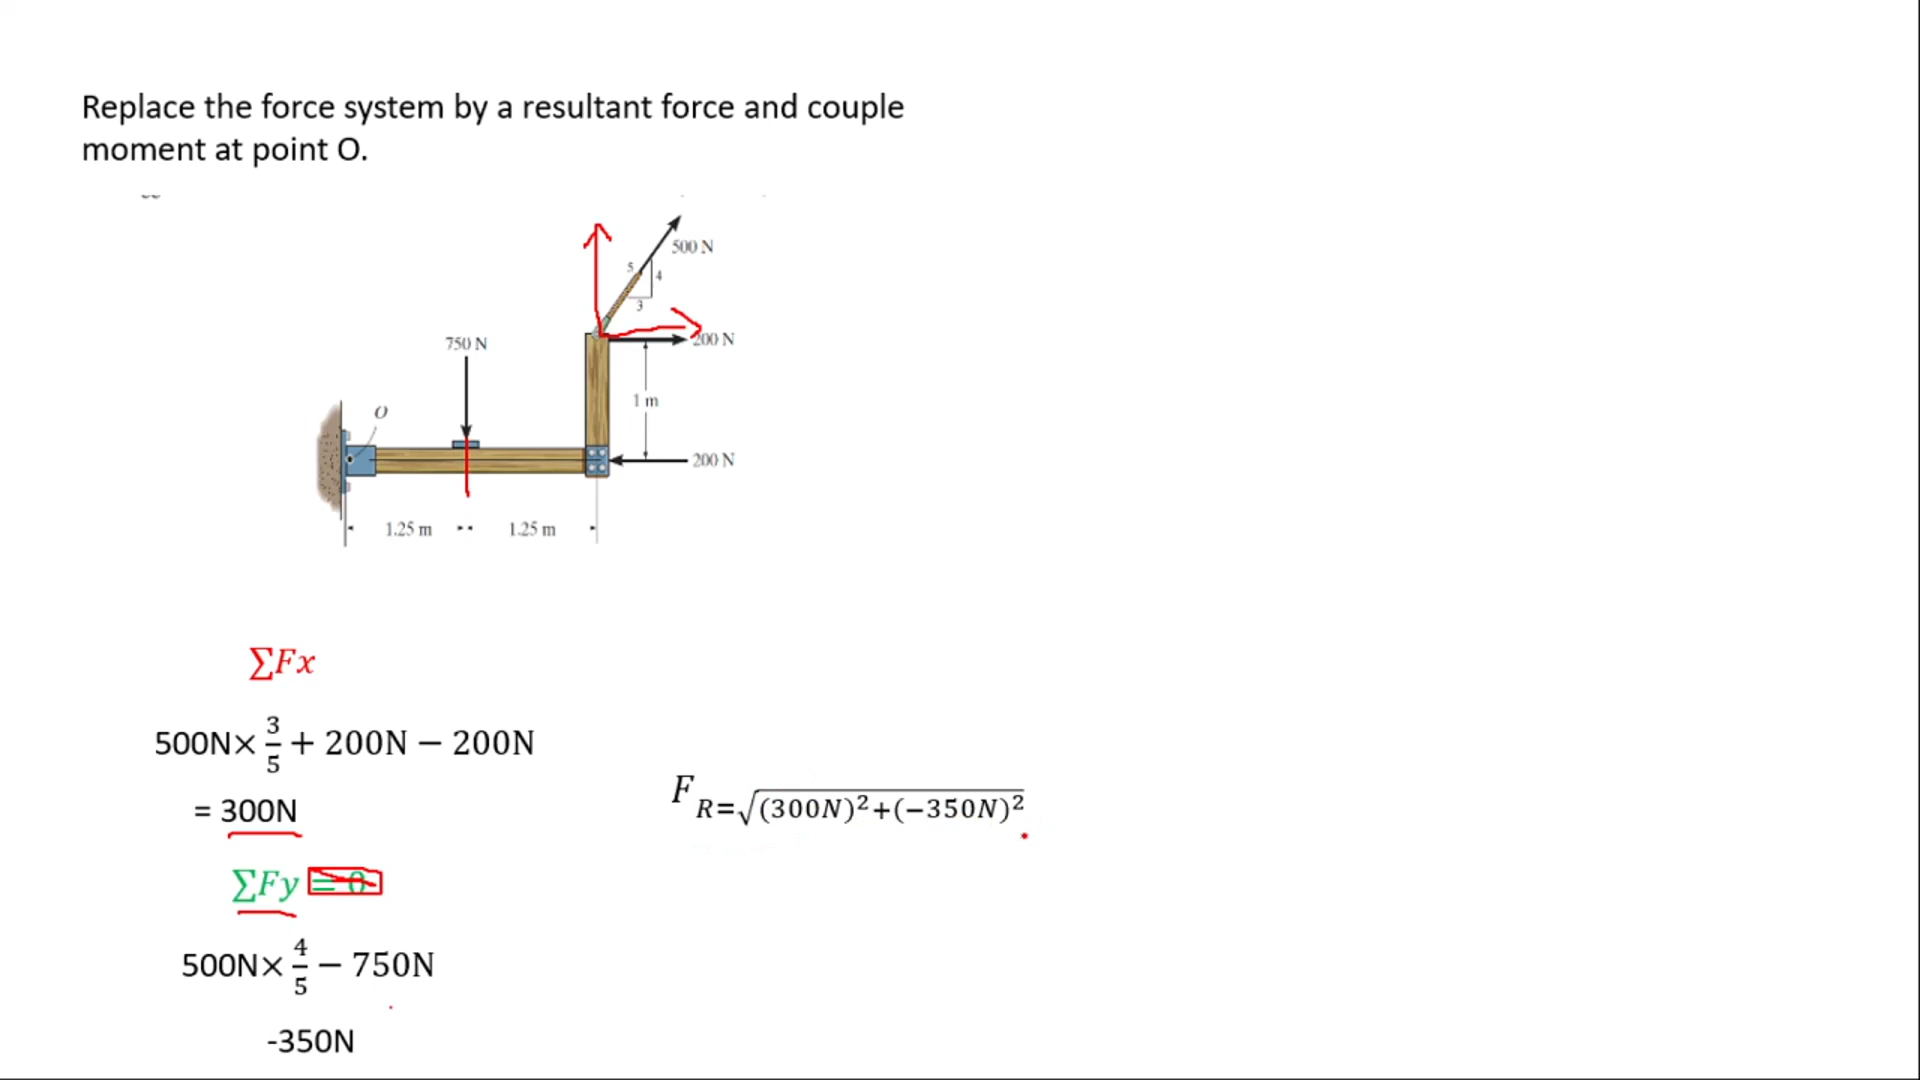 Replace the force system by a resultant force and couple
moment at point O.
500 N
5
4
3
200 N
750 N
1 m
O
200 N
1.25 m
1.25 m
∑Fx
500N× 3/5 + 200N − 200N
= 300N
F R=√(300N)²+(−350N)²
∑Fy = 0
500N× 4/5 − 750N
-350N